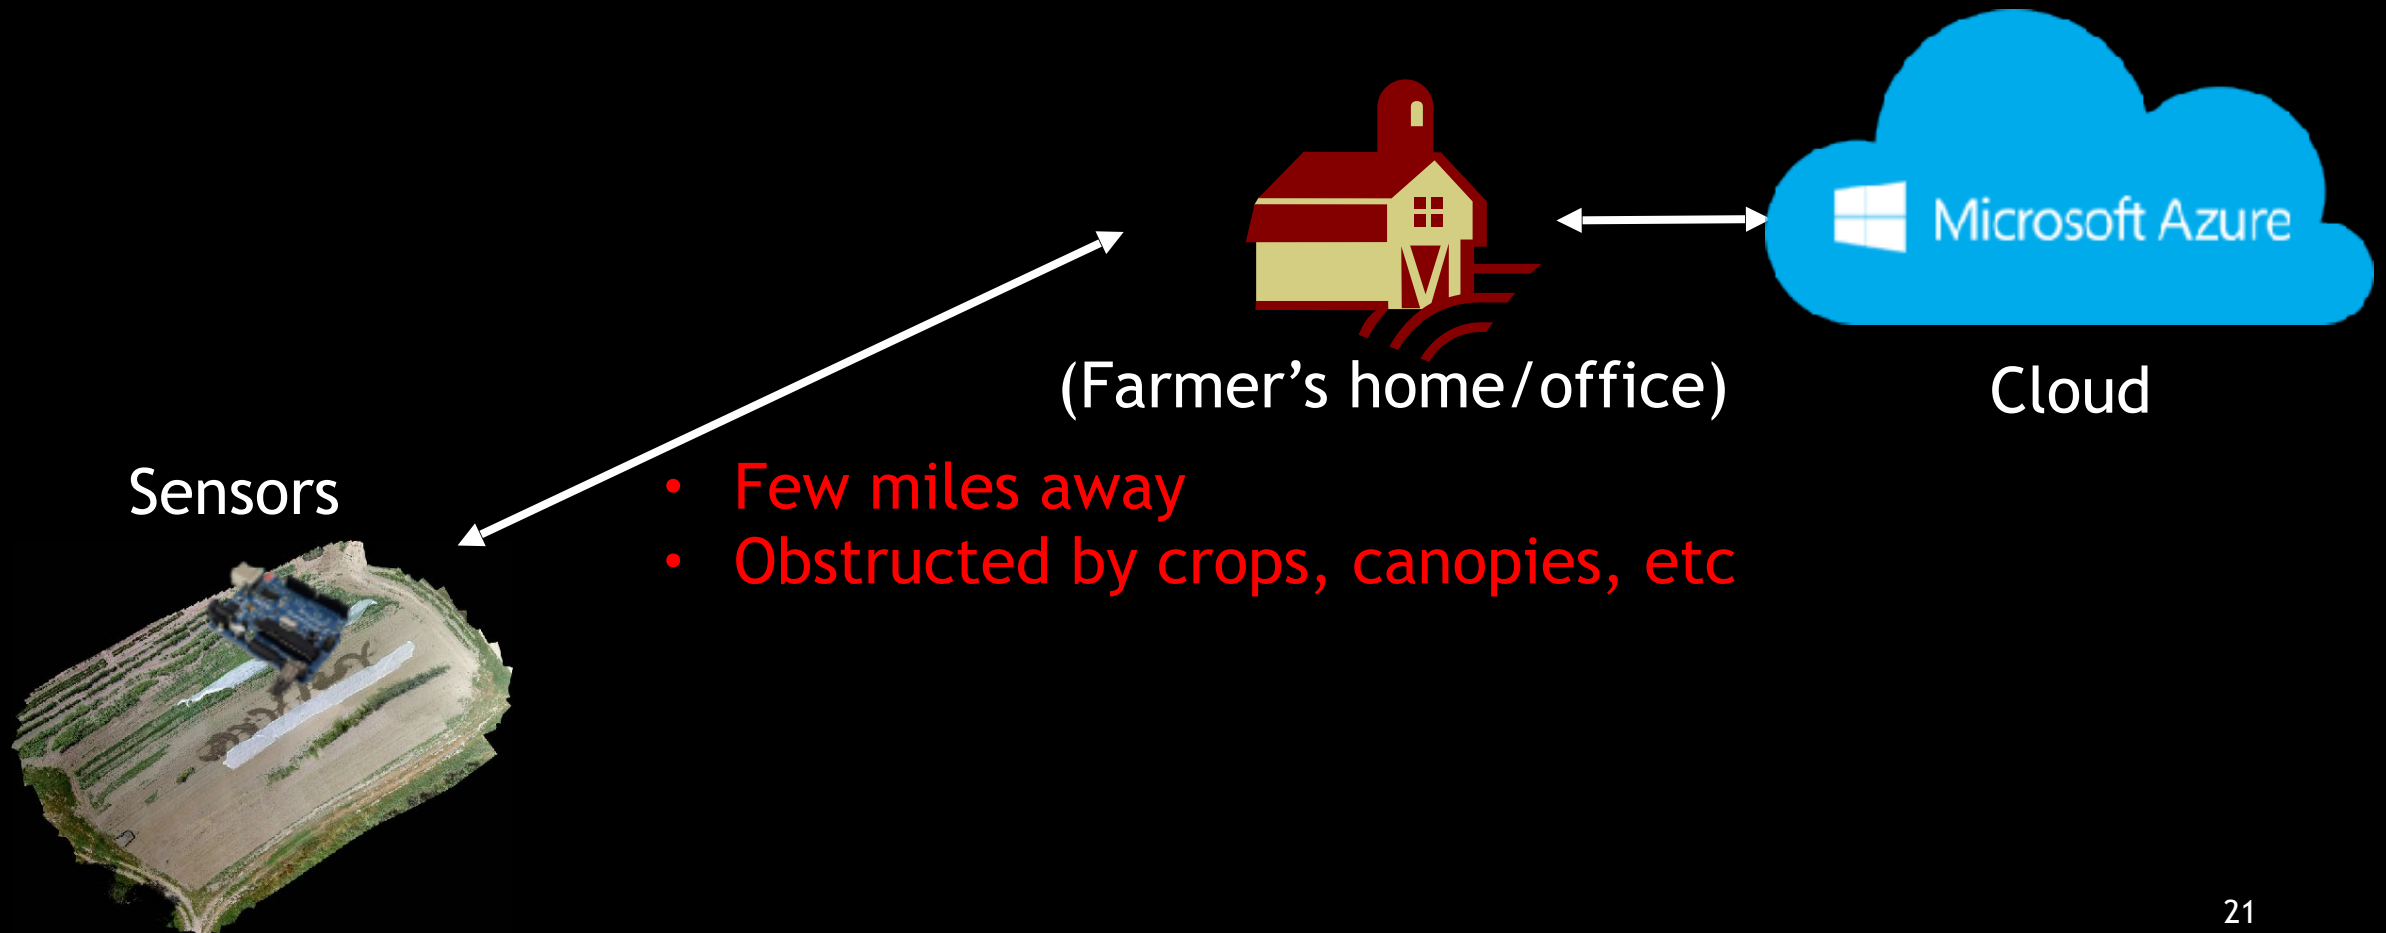 Microsoft Azure
(Farmer’s home/office)
Cloud
Sensors
• Few miles away
• Obstructed by crops, canopies, etc
21